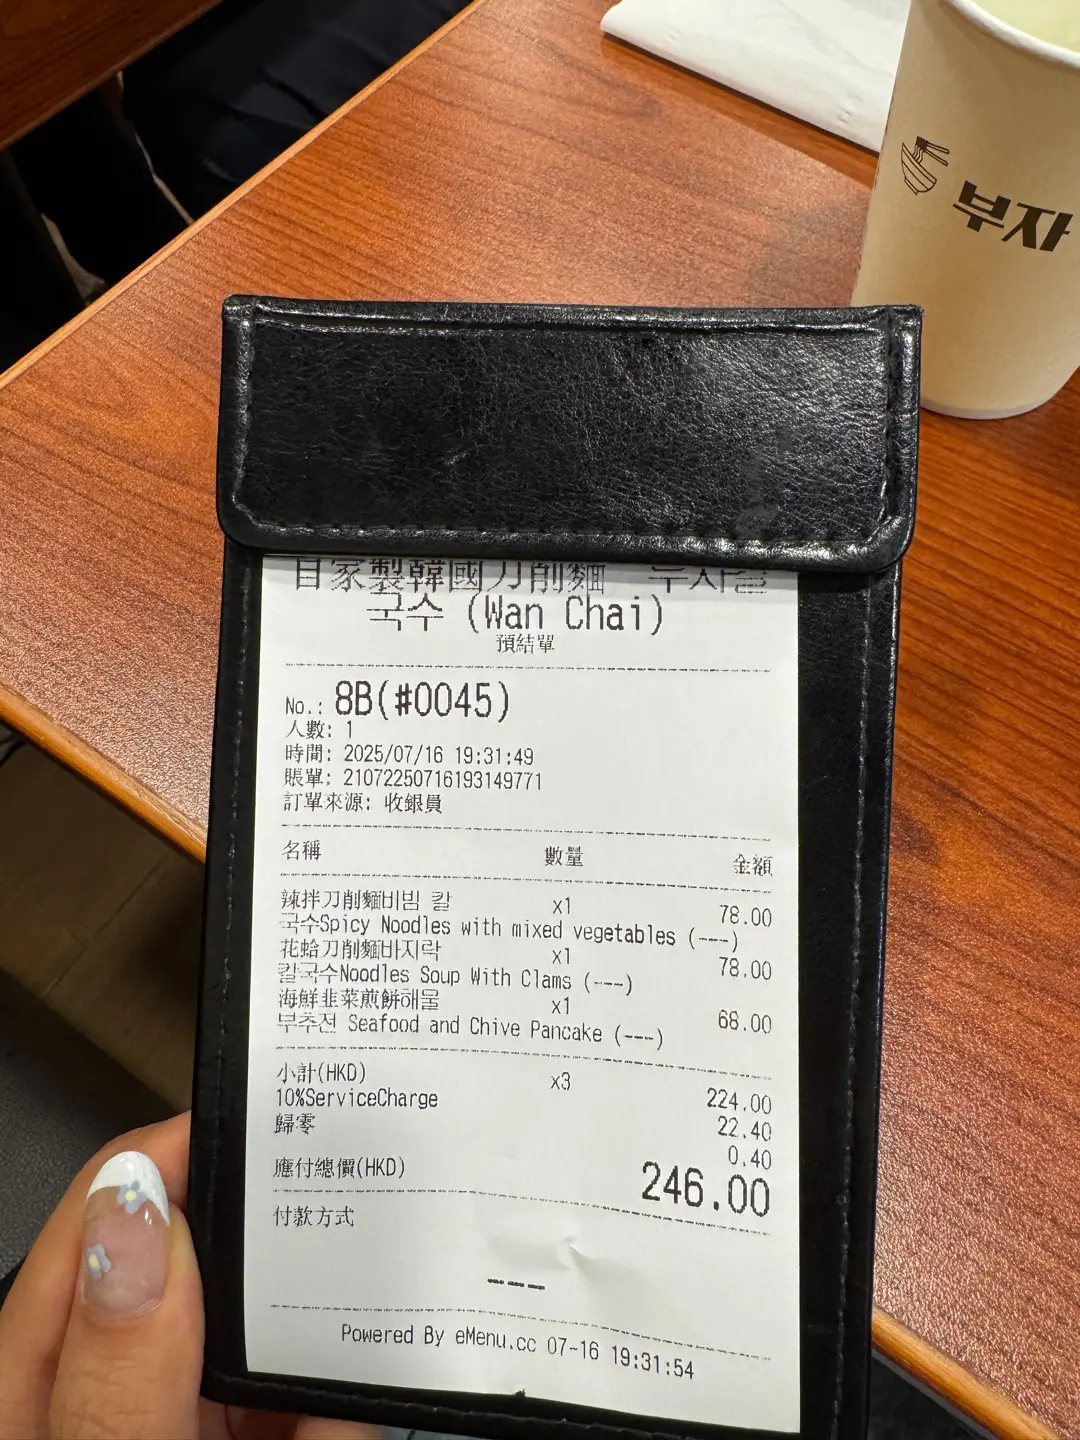 부자
自家製韓國刀削麵 부자칼
국수 (Wan Chai)
預結單
No.: 8B(#0045)
人數: 1
時間: 2025/07/16 19:31:49
賬單: 21072250716193149771
訂單來源: 收銀員
名稱 數量 金額
辣拌刀削麵비빔 칼 x1 78.00
국수Spicy Noodles with mixed vegetables (---)
花蛤刀削麵바지락 x1 78.00
칼국수Noodles Soup With Clams (---)
海鮮韭菜煎餅해물 x1 68.00
부추전 Seafood and Chive Pancake (---)
小計(HKD) x3 224.00
10%ServiceCharge 22.40
歸零 0.40
應付總價(HKD) 246.00
付款方式
---
Powered By eMenu.cc 07-16 19:31:54